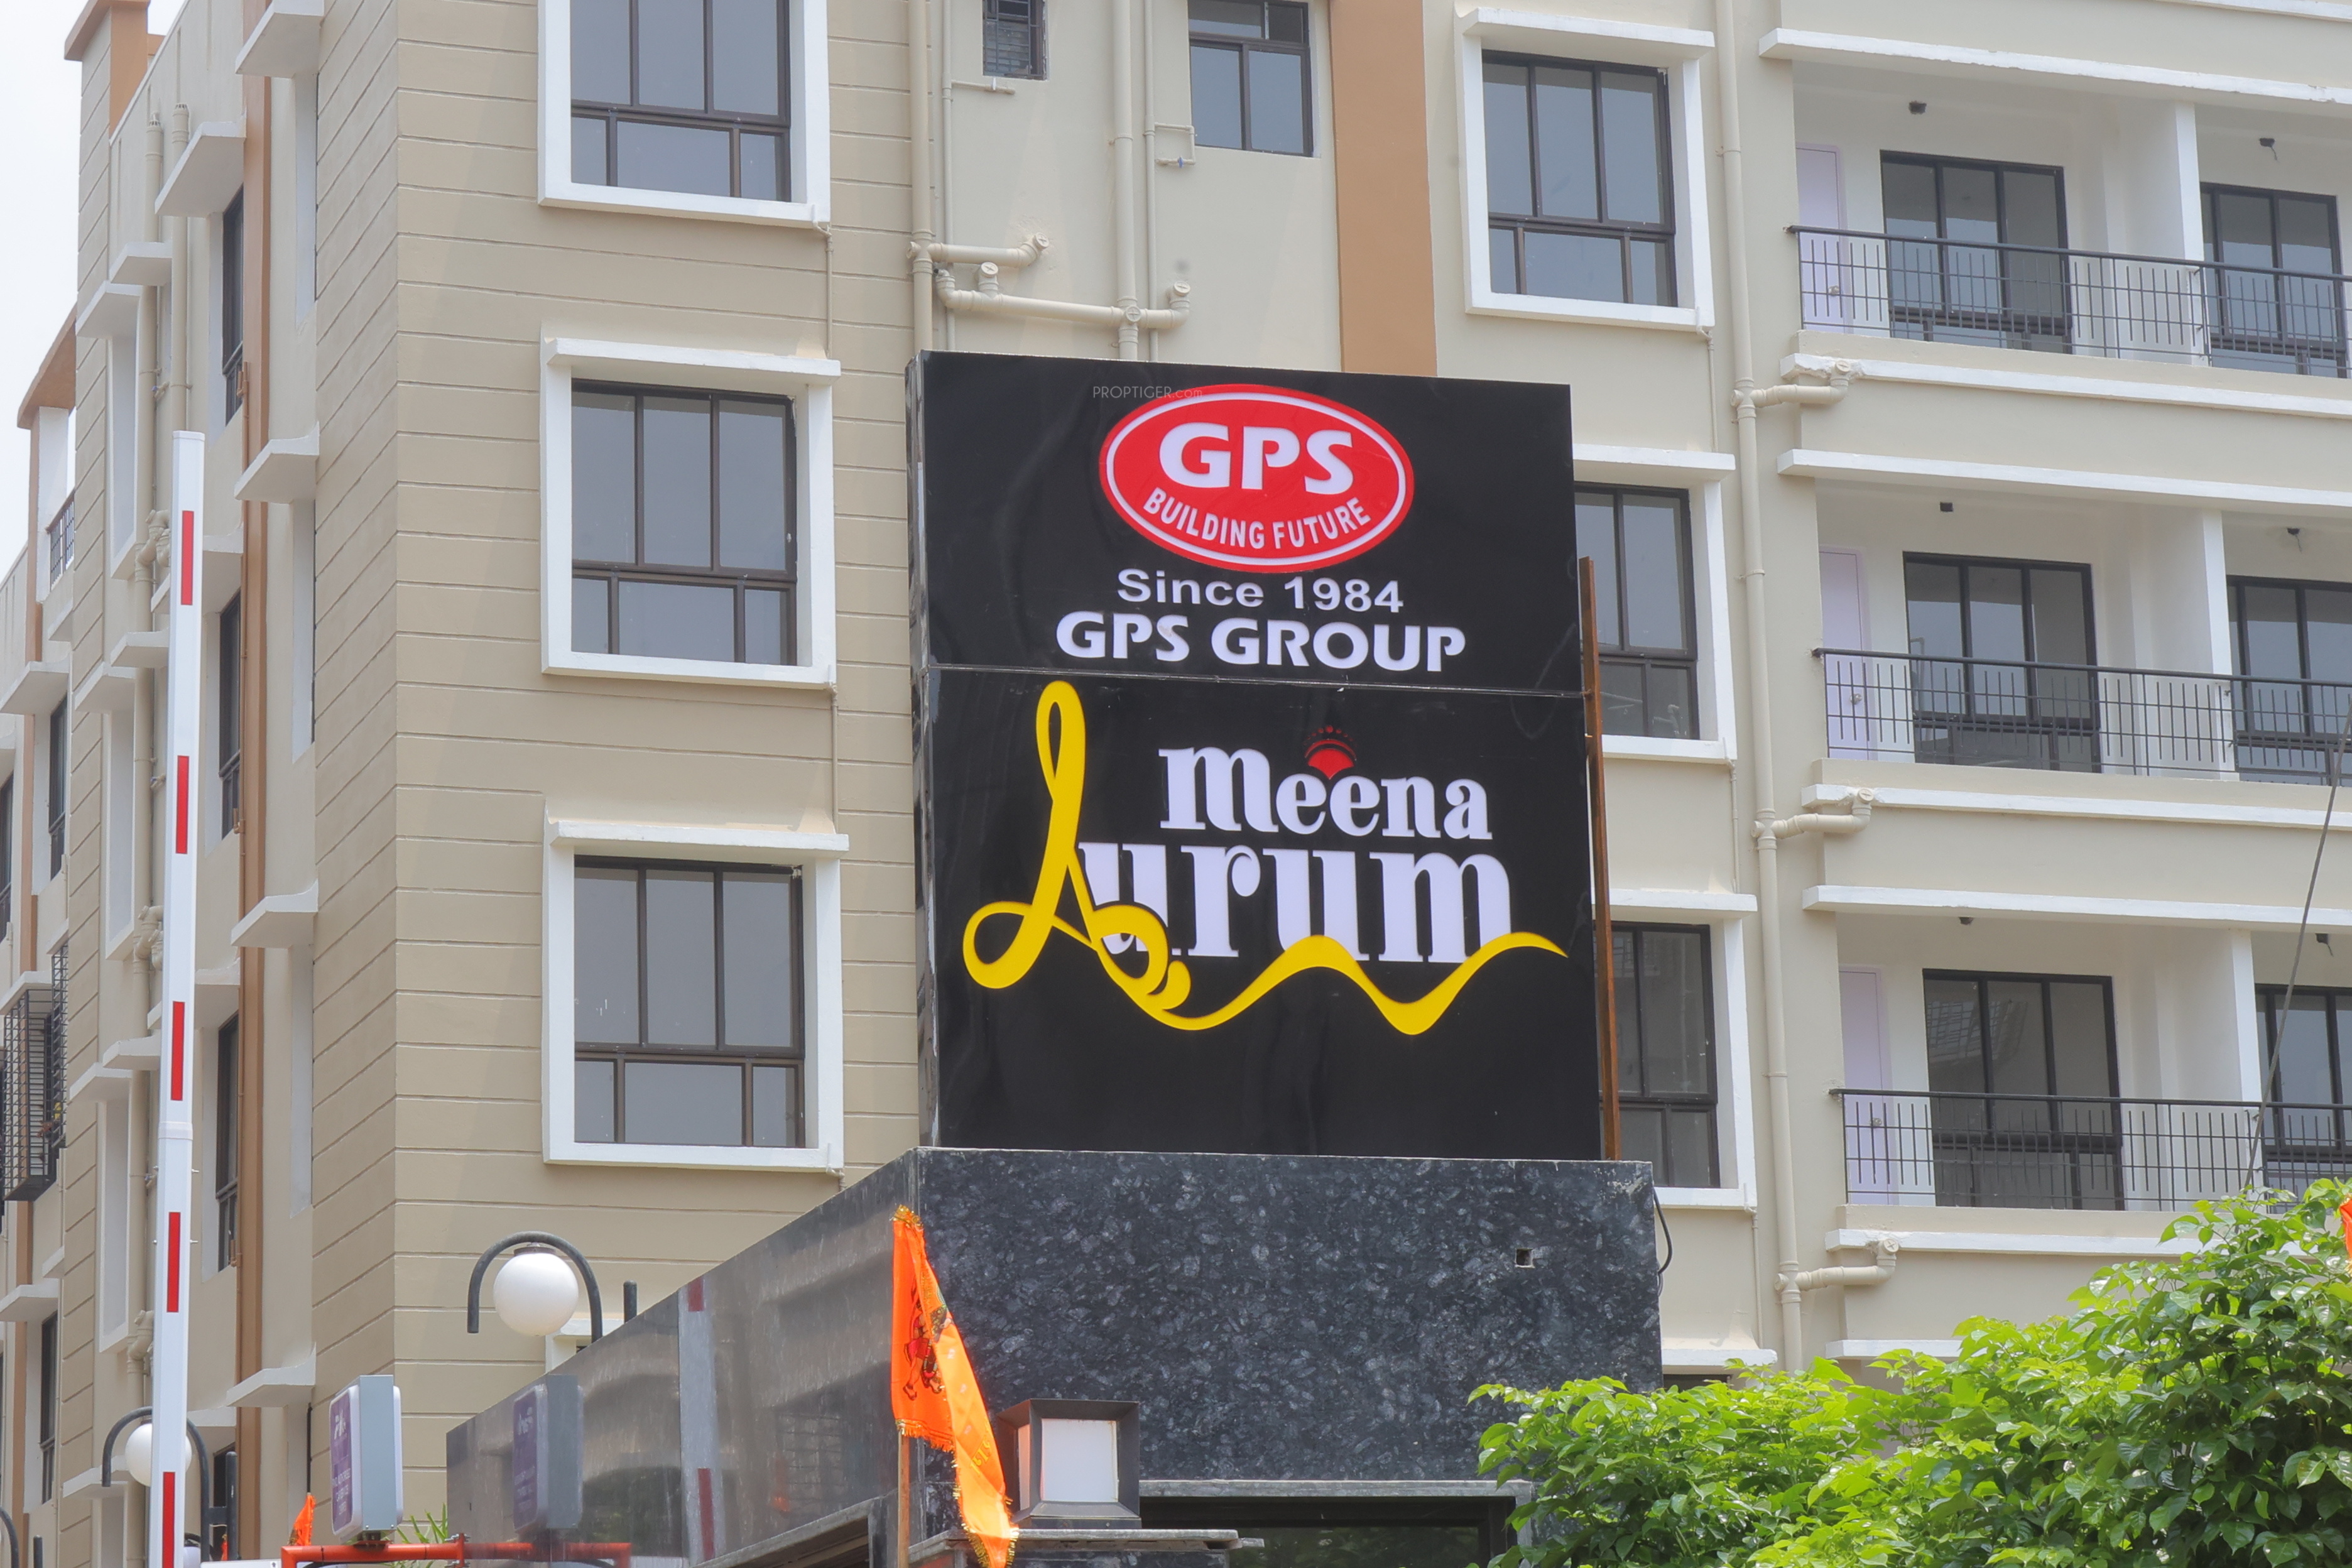 PROPTIGER.com
GPS
BUILDING FUTURE
Since 1984
GPS GROUP
meena
Aurum